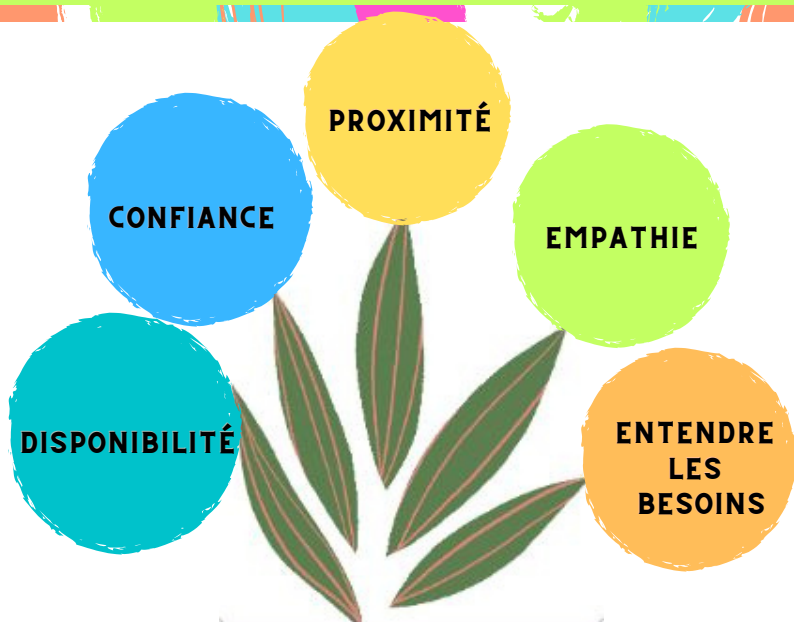 PROXIMITÉ
CONFIANCE
EMPATHIE
DISPONIBILITÉ
ENTENDRE
LES
BESOINS